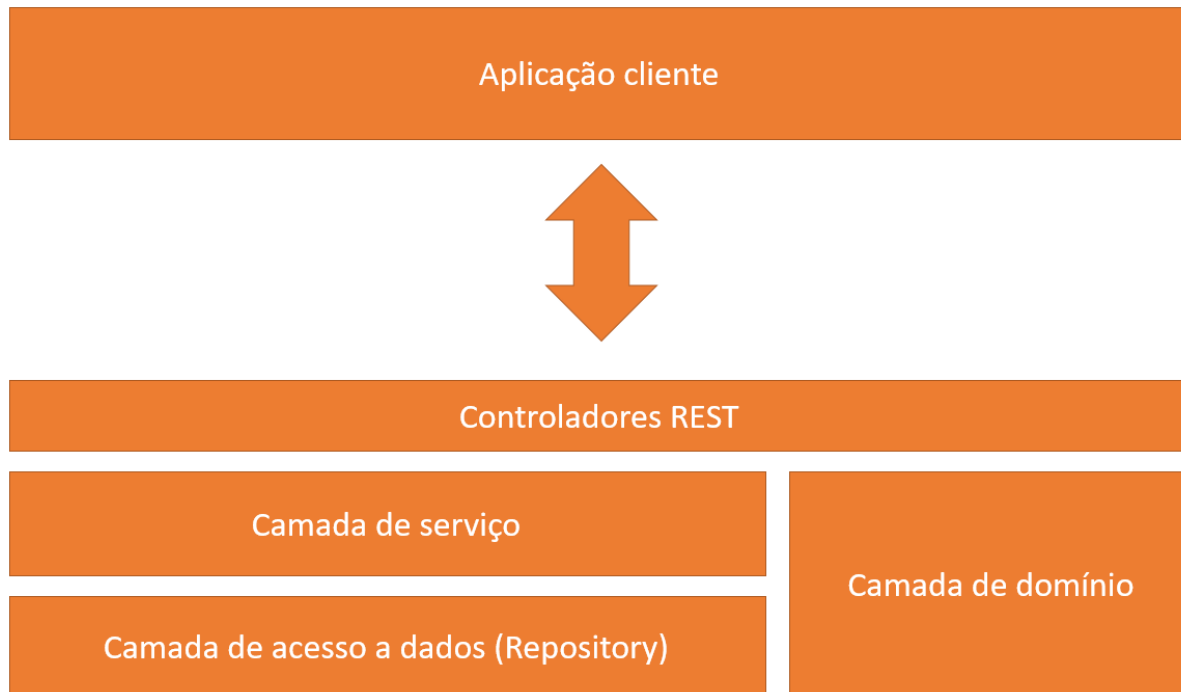 Aplicação cliente
Controladores REST
Camada de serviço
Camada de domínio
Camada de acesso a dados (Repository)